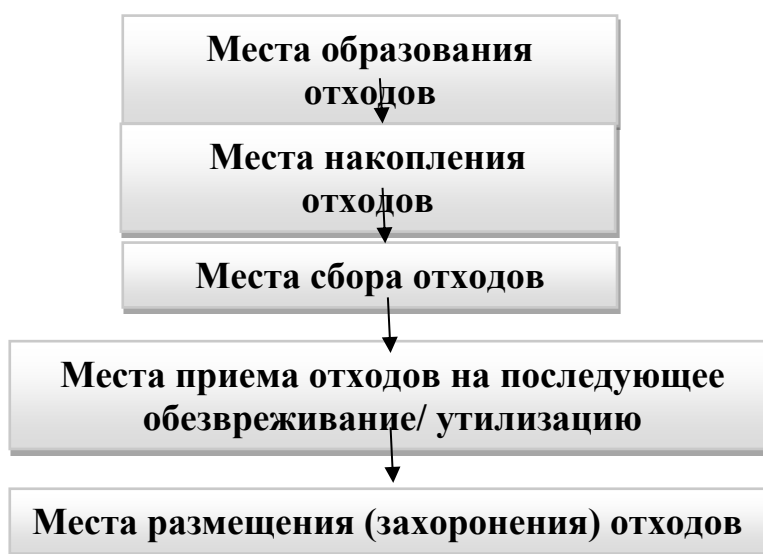 Места образования
отходов
Места накопления
отходов
Места сбора отходов
Места приема отходов на последующее
обезвреживание/ утилизацию
Места размещения (захоронения) отходов